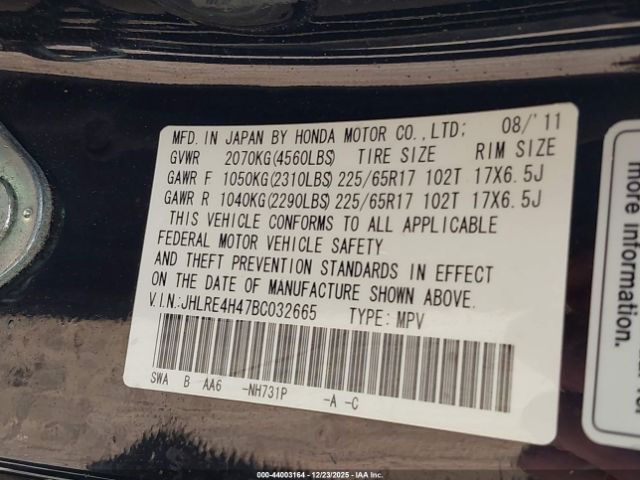 MFD. IN JAPAN BY HONDA MOTOR CO.,LTD; 08/'11
GVWR 2070KG(4560LBS) TIRE SIZE RIM SIZE
GAWR F 1050KG(2310LBS) 225/65R17 102T 17X6.5J
GAWR R 1040KG(2290LBS) 225/65R17 102T 17X6.5J
THIS VEHICLE CONFORMS TO ALL APPLICABLE
FEDERAL MOTOR VEHICLE SAFETY
AND THEFT PREVENTION STANDARDS IN EFFECT
ON THE DATE OF MANUFACTURE SHOWN ABOVE.
V.I.N.:JHLRE4H47BC032665 TYPE: MPV
SWA B AA6 -NH731P -A -C
more information.
000-44003164 - 12/23/2025 - IAA Inc.